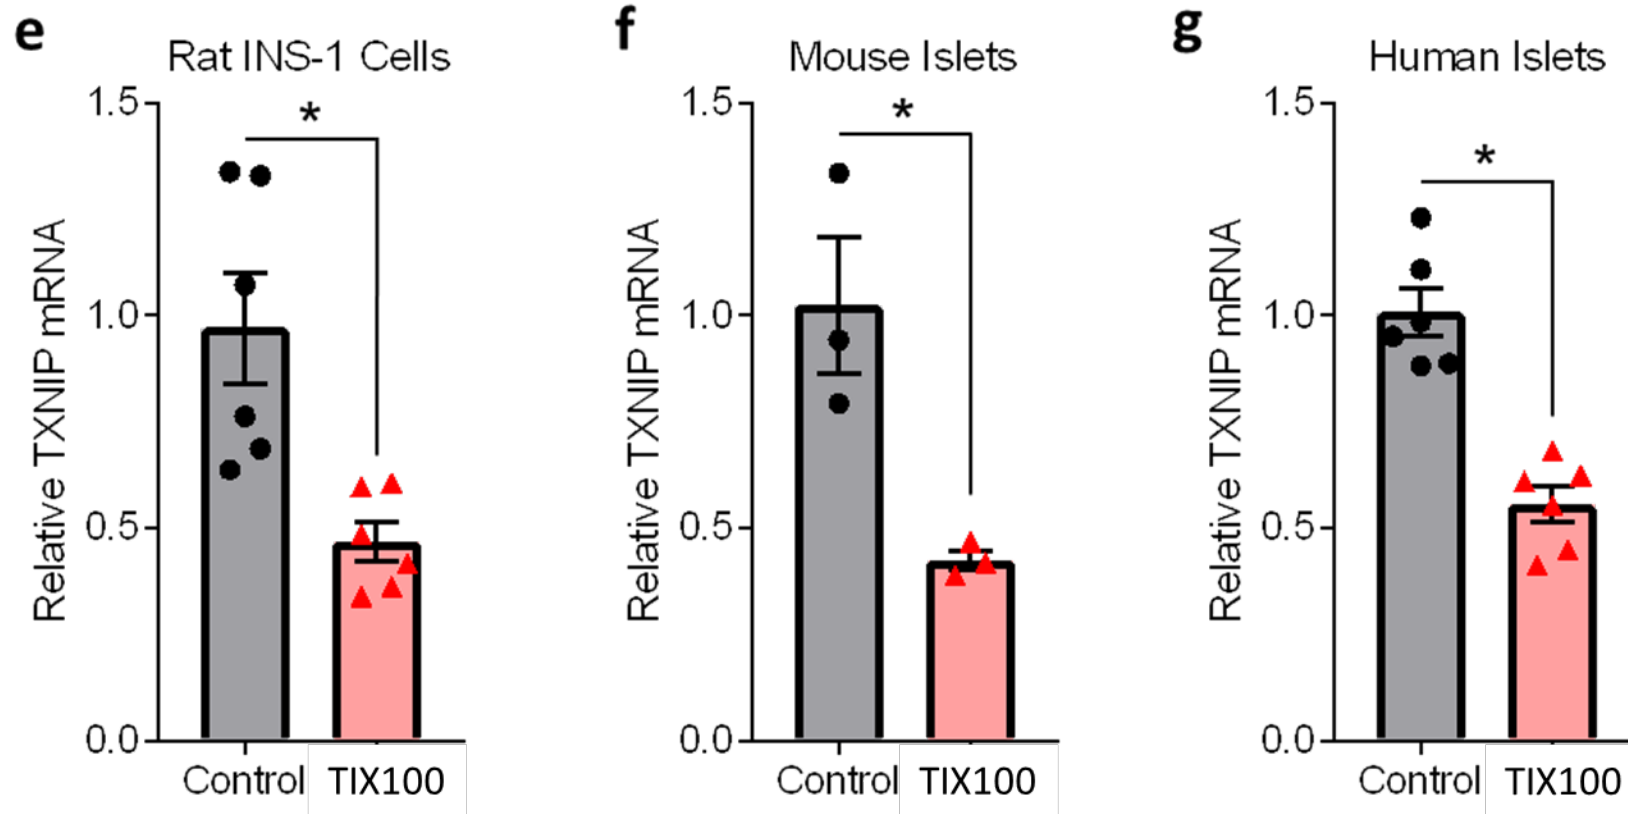 e
Rat INS-1 Cells
Relative TXNIP mRNA
1.5
1.0
0.5
0.0
*
Control
TIX100
f
Mouse Islets
Relative TXNIP mRNA
1.5
1.0
0.5
0.0
*
Control
TIX100
g
Human Islets
Relative TXNIP mRNA
1.5
1.0
0.5
0.0
*
Control
TIX100